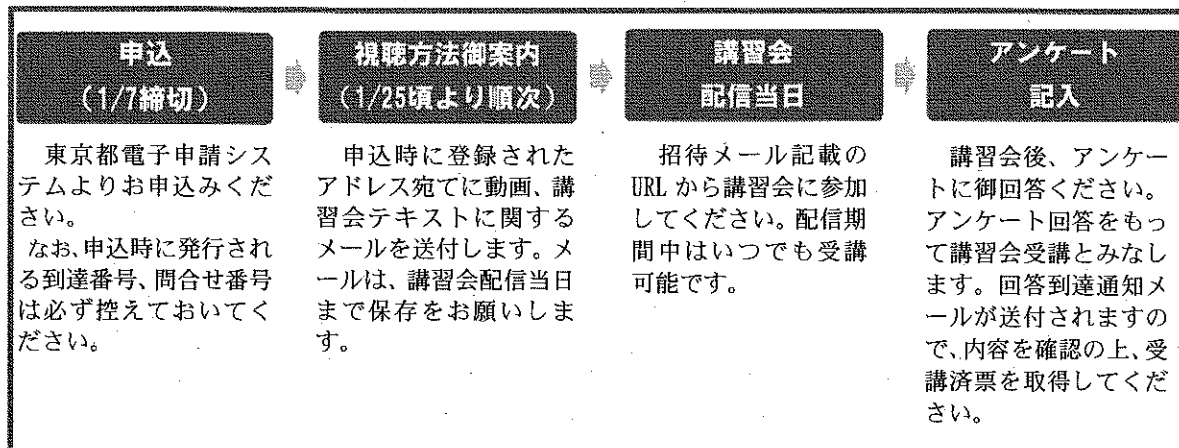 申込
（1/7締切）
東京都電子申請シス
テムよりお申込みくだ
さい。
なお、申込時に発行され
る到達番号、問合せ番号
は必ず控えておいてく
ださい。
視聴方法御案内
（1/25頃より順次）
申込時に登録された
アドレス宛てに動画、講
習会テキストに関する
メールを送付します。メ
ールは、講習会配信当日
まで保存をお願いしま
す。
講習会
配信当日
招待メール記載の
URL から講習会に参加
してください。配信期
間中はいつでも受講
可能です。
アンケート
記入
講習会後、アンケー
トに御回答ください。
アンケート回答をもっ
て講習会受講とみなし
ます。回答到達通知メ
ールが送付されますの
で、内容を確認の上、受
講済票を取得してくだ
さい。